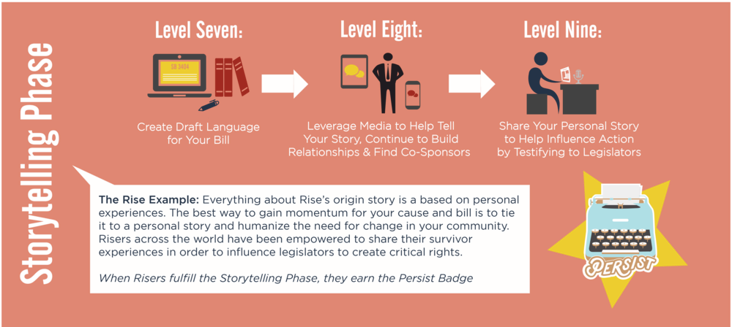 Storytelling Phase
Level Seven:
Level Eight:
Level Nine:
Create Draft Language
for Your Bill
Leverage Media to Help Tell
Your Story, Continue to Build
Relationships & Find Co-Sponsors
Share Your Personal Story
to Help Influence Action
by Testifying to Legislators
The Rise Example: Everything about Rise's origin story is a based on personal
experiences. The best way to gain momentum for your cause and bill is to tie
it to a personal story and humanize the need for change in your community.
Risers across the world have been empowered to share their survivor
experiences in order to influence legislators to create critical rights.
When Risers fulfill the Storytelling Phase, they earn the Persist Badge
PERSIST